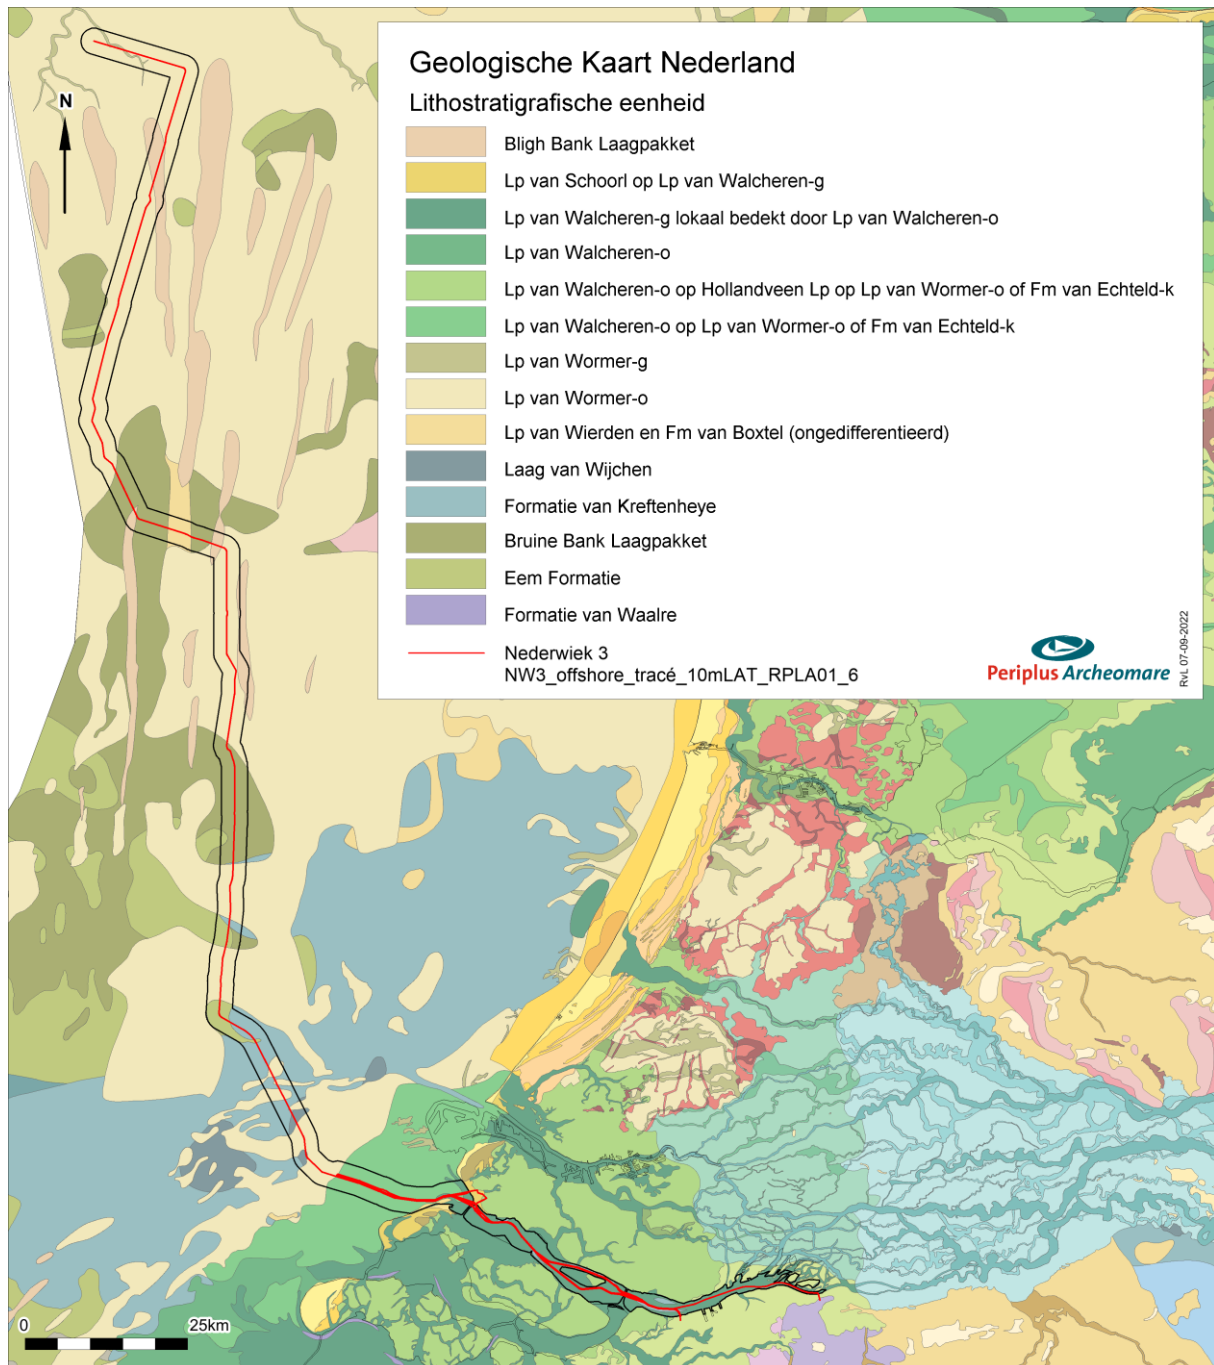 Geologische Kaart Nederland
Lithostratigrafische eenheid
N
Bligh Bank Laagpakket
Lp van Schoorl op Lp van Walcheren-g
Lp van Walcheren-g lokaal bedekt door Lp van Walcheren-o
Lp van Walcheren-o
Lp van Walcheren-o op Hollandveen Lp op Lp van Wormer-o of Fm van Echteld-k
Lp van Walcheren-o op Lp van Wormer-o of Fm van Echteld-k
Lp van Wormer-g
Lp van Wormer-o
Lp van Wierden en Fm van Boxtel (ongedifferentieerd)
Laag van Wijchen
Formatie van Kreftenheye
Bruine Bank Laagpakket
Eem Formatie
Formatie van Waalre
Nederwiek 3
NW3_offshore_tracé_10mLAT_RPLA01_6
Periplus Archeomare
RvL 07-09-2022
0 25km